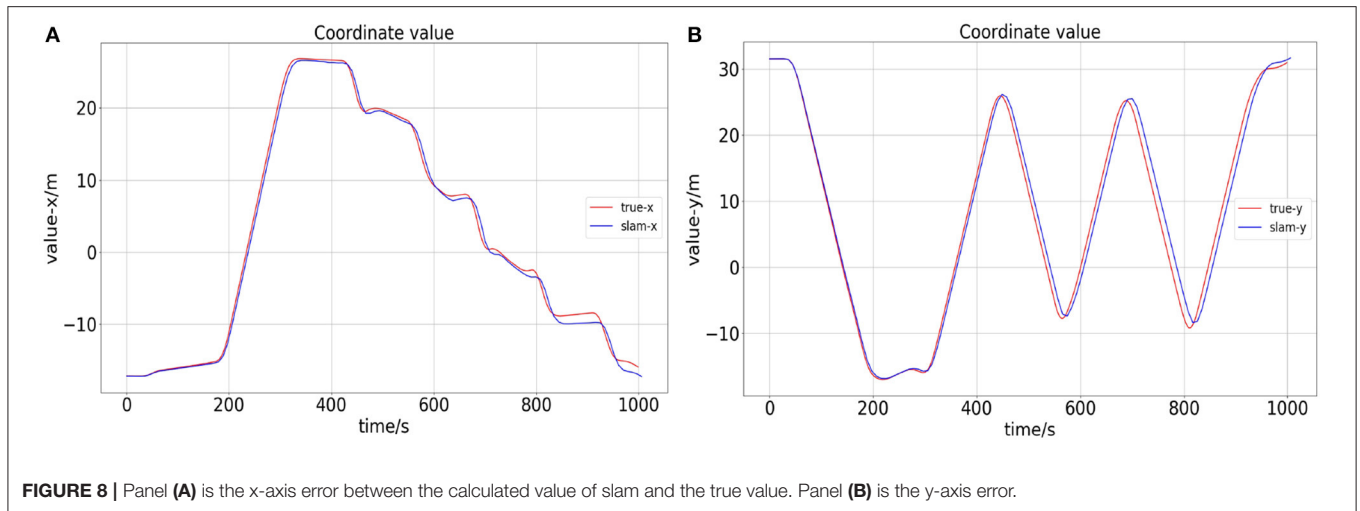 A
Coordinate value
value-x/m
20
10
0
−10
true-x
slam-x
0 200 400 600 800 1000
time/s
B
Coordinate value
value-y/m
30
20
10
0
−10
true-y
slam-y
0 200 400 600 800 1000
time/s
FIGURE 8 | Panel (A) is the x-axis error between the calculated value of slam and the true value. Panel (B) is the y-axis error.